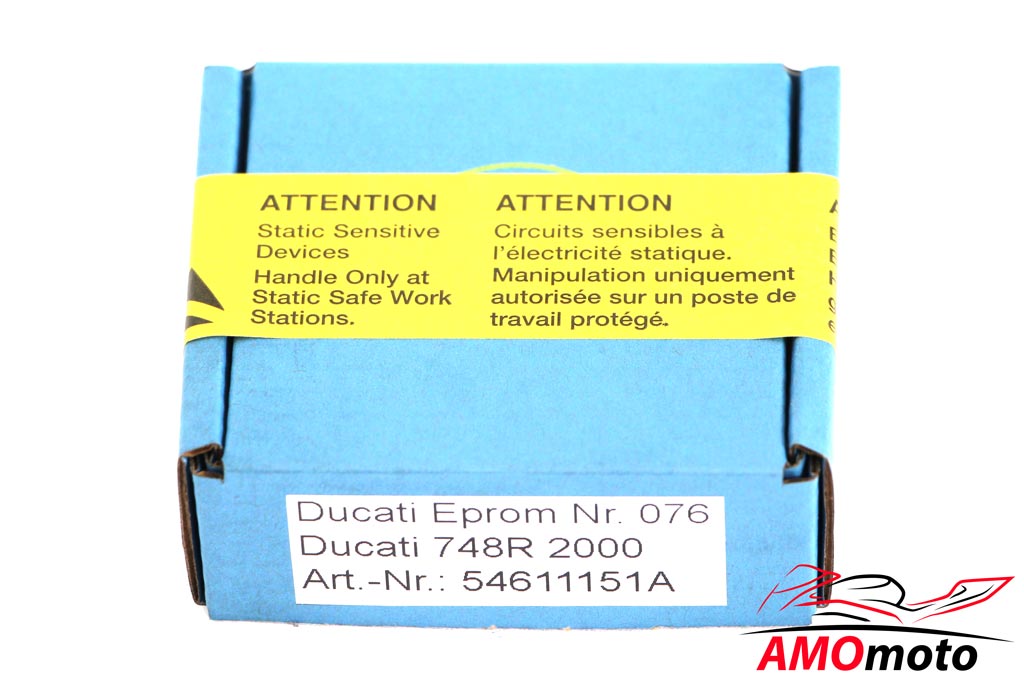 ATTENTION
Static Sensitive
Devices
Handle Only at
Static Safe Work
Stations.
ATTENTION
Circuits sensibles à
l'électricité statique.
Manipulation uniquement
autorisée sur un poste de
travail protégé.
Ducati Eprom Nr. 076
Ducati 748R 2000
Art.-Nr.: 54611151A
AMOmoto